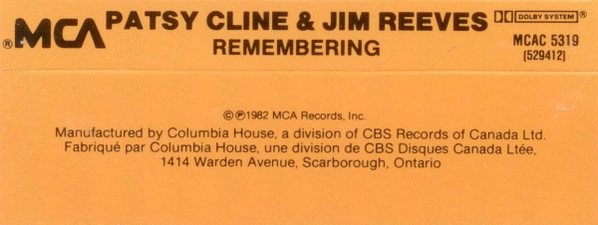 PATSY CLINE & JIM REEVES
REMEMBERING
® MCA
DOLBY SYSTEM ®
MCAC 5319
(529412)
© ℗ 1982 MCA Records, Inc.
Manufactured by Columbia House, a division of CBS Records of Canada Ltd.
Fabriqué par Columbia House, une division de CBS Disques Canada Ltée,
1414 Warden Avenue, Scarborough, Ontario